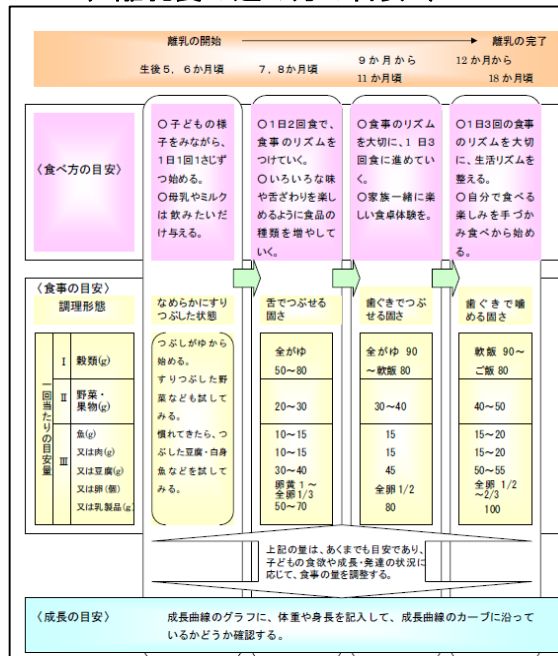 離乳の開始
離乳の完了
生後5，6か月頃
7，8か月頃
9か月から
11か月頃
12か月から
18か月頃
〈食べ方の目安〉
○子どもの様
子をみながら、
1日1回1さじず
つ始める。
○母乳やミルク
は飲みたいだ
け与える。
○1日2回食で、
食事のリズムを
つけていく。
○いろいろな味
や舌ざわりを楽し
めるように食品の
種類を増やして
いく。
○食事のリズム
を大切に、1日3
回食に進めてい
く。
○家族一緒に楽
しい食卓体験を。
○1日3回の食事
のリズムを大切
に、生活リズムを
整える。
○自分で食べる
楽しみを手づかみ
食べから始め
る。
〈食事の目安〉
調理形態
なめらかにすり
つぶした状態
舌でつぶせる
固さ
歯ぐきでつぶ
せる固さ
歯ぐきで噛
める固さ
一回当たりの目安量
Ⅰ 穀類(g)
つぶしがゆから
始める。
すりつぶした野
菜なども試して
みる。
慣れてきたら、つ
ぶした豆腐・白身
魚などを試して
みる。
全がゆ
50～80
全がゆ 90
～軟飯 80
軟飯 90～
ご飯 80
Ⅱ 野菜・
果物(g)
20～30
30～40
40～50
Ⅲ
魚(g)
10～15
15
15～20
又は肉(g)
10～15
15
15～20
又は豆腐(g)
30～40
45
50～55
又は卵(個)
卵黄1～
全卵1/3
全卵1/2
全卵 1/2
～2/3
又は乳製品(g)
50～70
80
100
上記の量は、あくまでも目安であり、
子どもの食欲や成長・発達の状況に
応じて、食事の量を調整する。
〈成長の目安〉
成長曲線のグラフに、体重や身長を記入して、成長曲線のカーブに沿って
いるかどうか確認する。